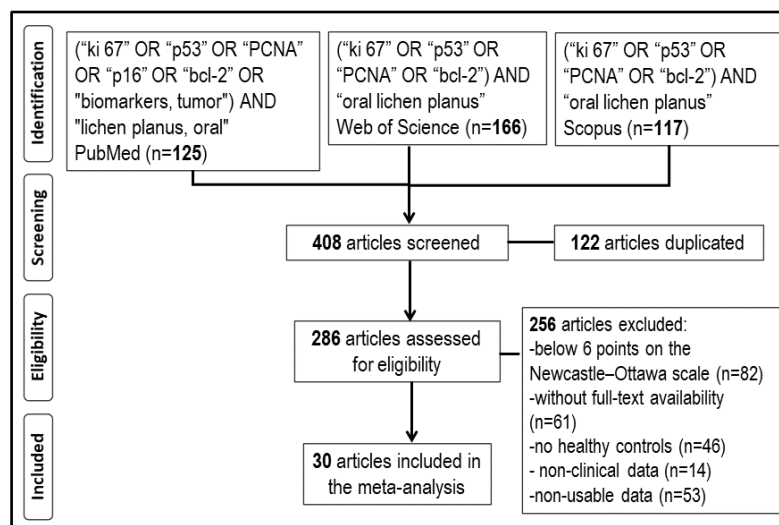 Identification
("ki 67" OR "p53" OR "PCNA"
OR "p16" OR "bcl-2" OR
"biomarkers, tumor") AND
"lichen planus, oral"
PubMed (n=125)
("ki 67" OR "p53" OR
"PCNA" OR "bcl-2") AND
"oral lichen planus"
Web of Science (n=166)
("ki 67" OR "p53" OR
"PCNA" OR "bcl-2") AND
"oral lichen planus"
Scopus (n=117)
Screening
408 articles screened
122 articles duplicated
Eligibility
286 articles assessed
for eligibility
256 articles excluded:
-below 6 points on the
Newcastle–Ottawa scale (n=82)
-without full-text availability
(n=61)
-no healthy controls (n=46)
- non-clinical data (n=14)
-non-usable data (n=53)
Included
30 articles included in
the meta-analysis